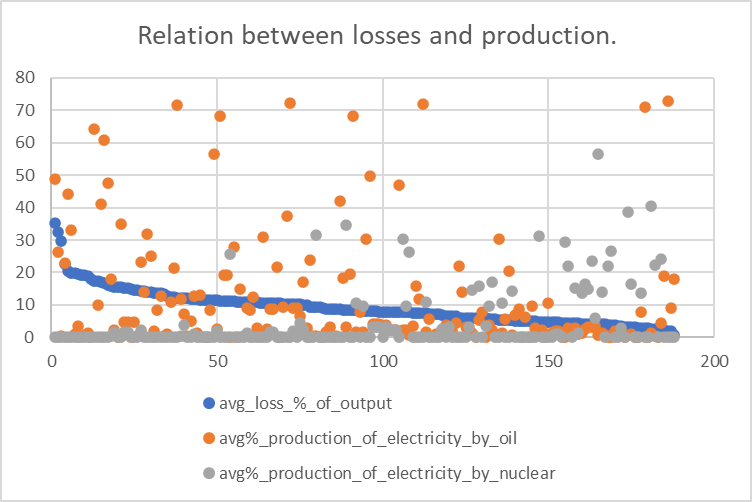 Relation between losses and production.
80
70
60
50
40
30
20
10
0
0 50 100 150 200
avg_loss_%_of_output
avg%_production_of_electricity_by_oil
avg%_production_of_electricity_by_nuclear